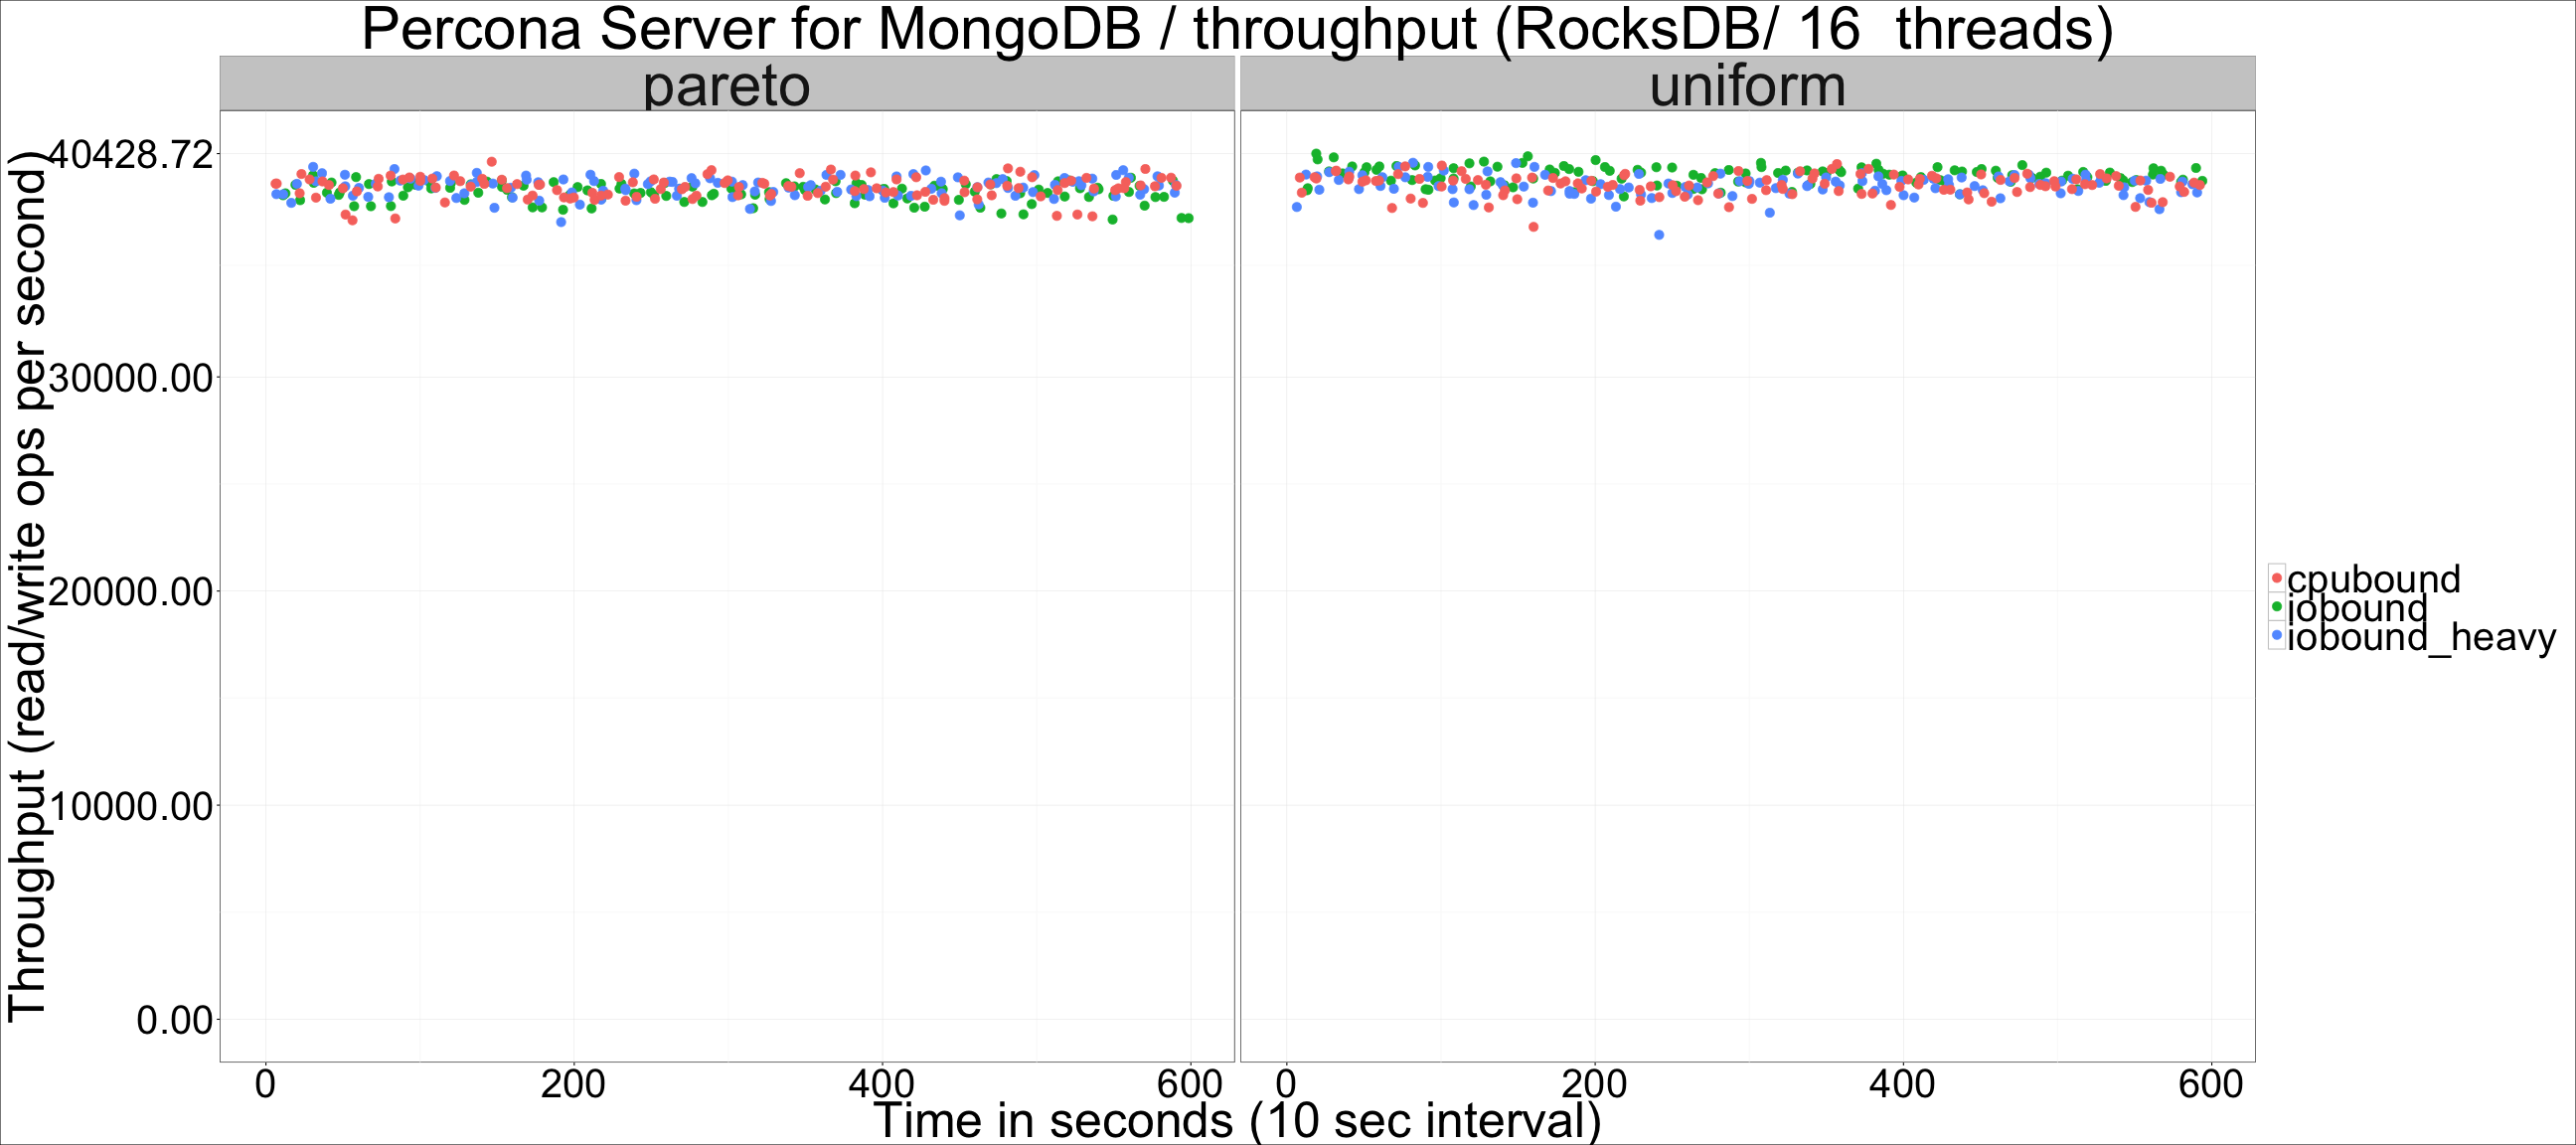 Percona Server for MongoDB / throughput (RocksDB/ 16  threads)
pareto
uniform
Throughput (read/write ops per second)
40428.72
30000.00
20000.00
10000.00
0.00
0 200 400 600
0 200 400 600
Time in seconds (10 sec interval)
cpubound
iobound
iobound_heavy